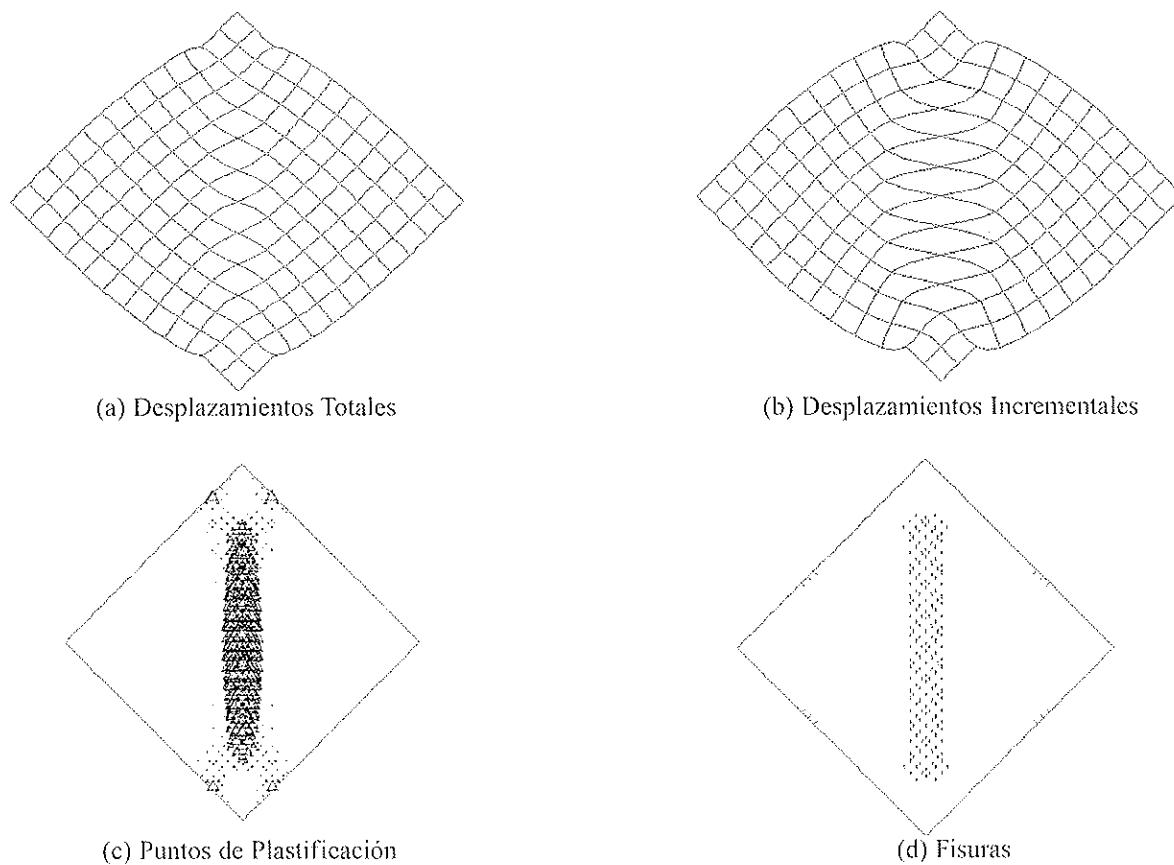 (a) Desplazamientos Totales
(b) Desplazamientos Incrementales
(c) Puntos de Plastificación
(d) Fisuras